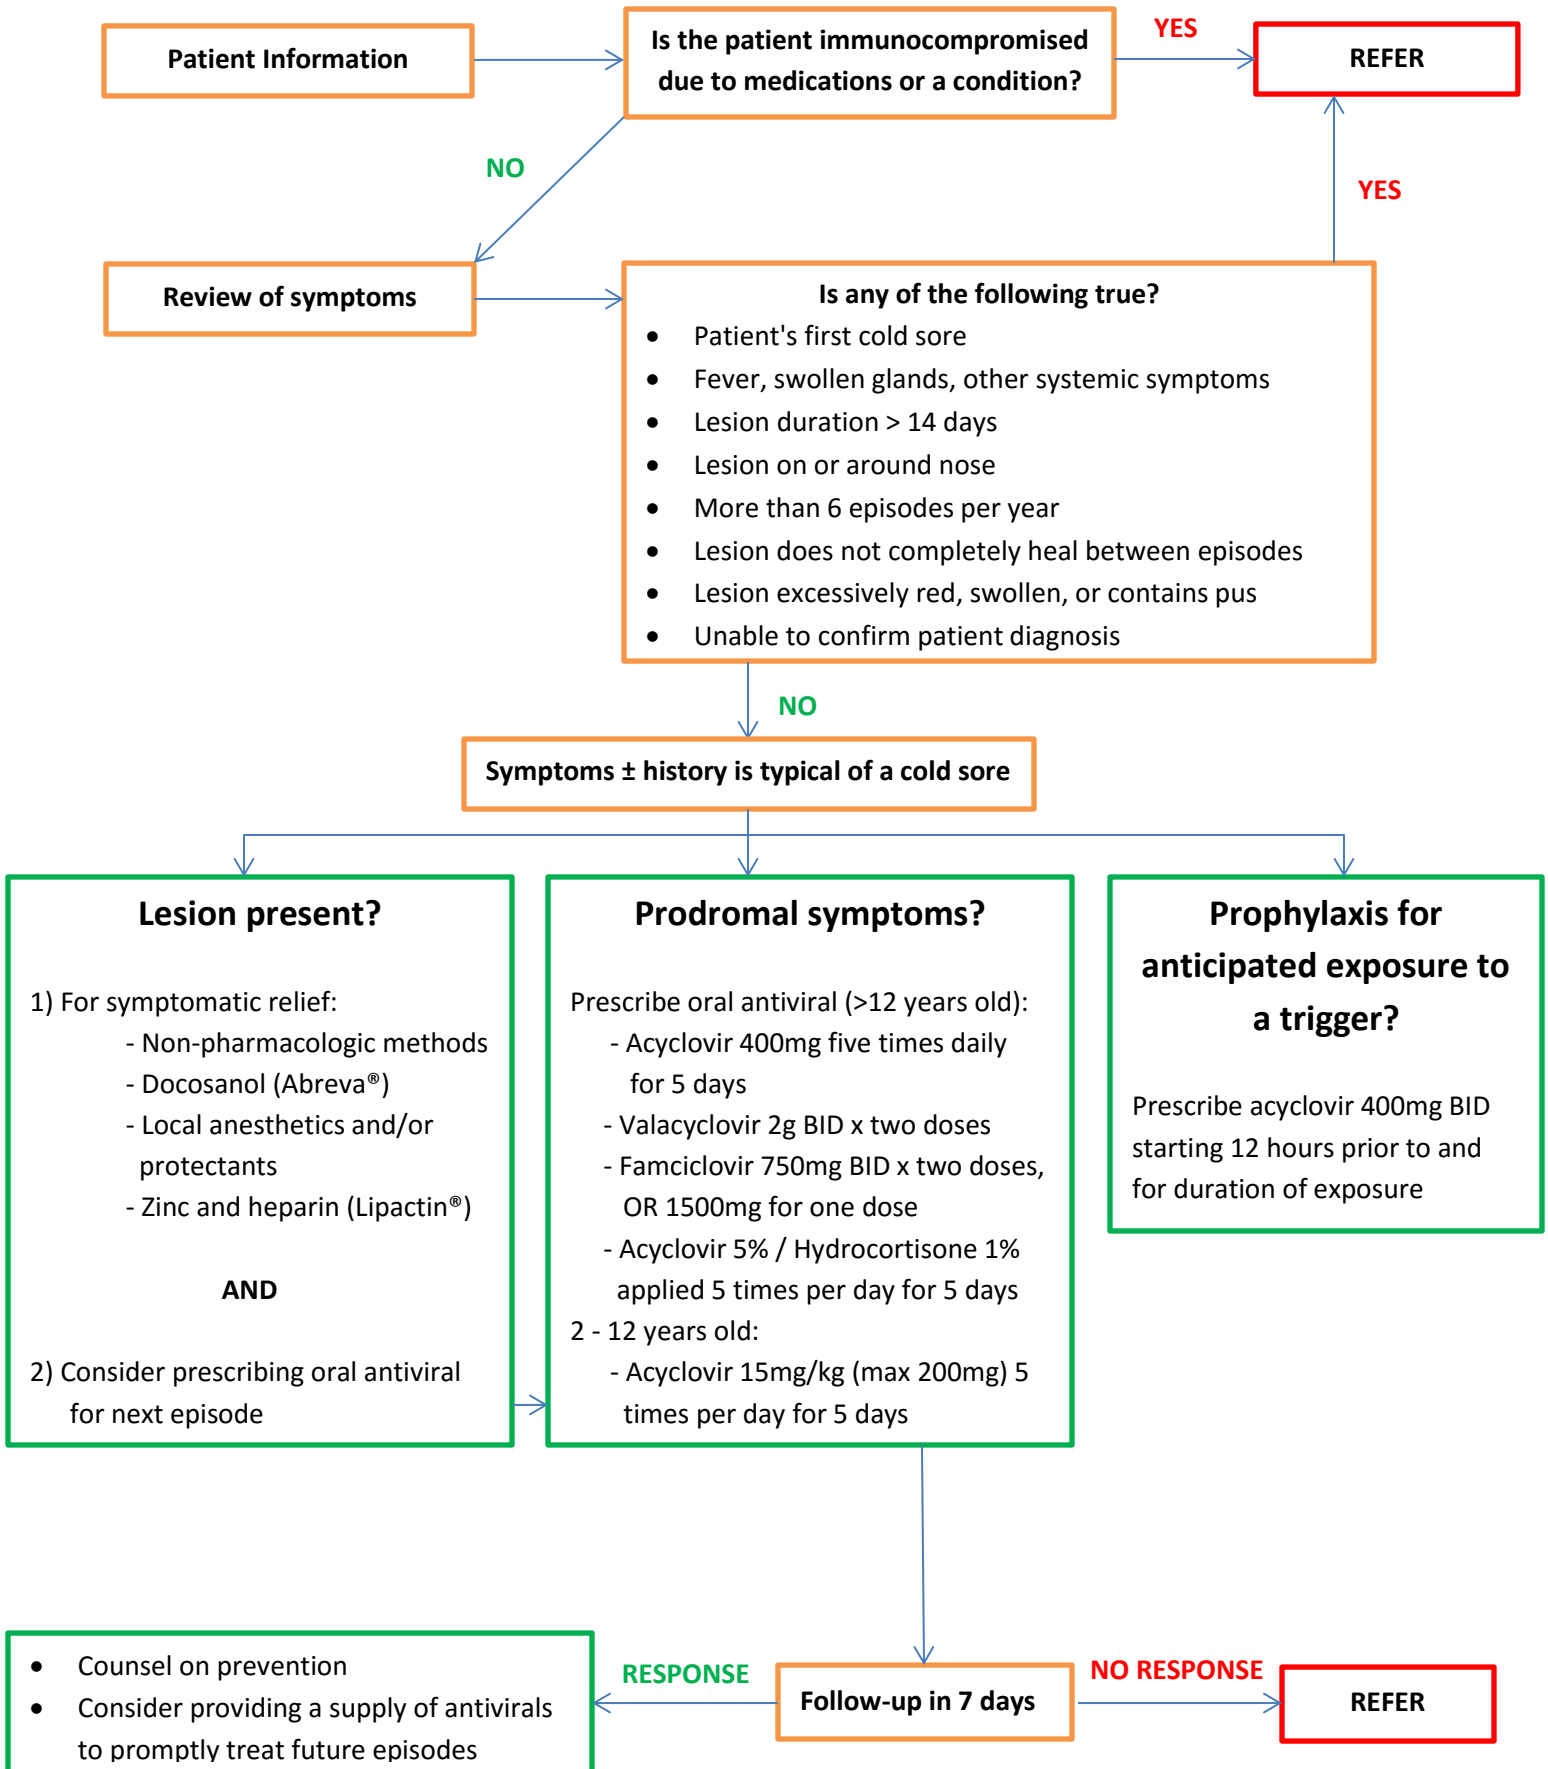 Patient Information
Is the patient immunocompromised
due to medications or a condition?
YES
REFER
NO
YES
Review of symptoms
Is any of the following true?
• Patient's first cold sore
• Fever, swollen glands, other systemic symptoms
• Lesion duration > 14 days
• Lesion on or around nose
• More than 6 episodes per year
• Lesion does not completely heal between episodes
• Lesion excessively red, swollen, or contains pus
• Unable to confirm patient diagnosis
NO
Symptoms ± history is typical of a cold sore
Lesion present?
1) For symptomatic relief:
- Non-pharmacologic methods
- Docosanol (Abreva®)
- Local anesthetics and/or
protectants
- Zinc and heparin (Lipactin®)
AND
2) Consider prescribing oral antiviral
for next episode
Prodromal symptoms?
Prescribe oral antiviral (>12 years old):
- Acyclovir 400mg five times daily
for 5 days
- Valacyclovir 2g BID x two doses
- Famciclovir 750mg BID x two doses,
OR 1500mg for one dose
- Acyclovir 5% / Hydrocortisone 1%
applied 5 times per day for 5 days
2 - 12 years old:
- Acyclovir 15mg/kg (max 200mg) 5
times per day for 5 days
Prophylaxis for
anticipated exposure to
a trigger?
Prescribe acyclovir 400mg BID
starting 12 hours prior to and
for duration of exposure
• Counsel on prevention
• Consider providing a supply of antivirals
to promptly treat future episodes
RESPONSE
Follow-up in 7 days
NO RESPONSE
REFER